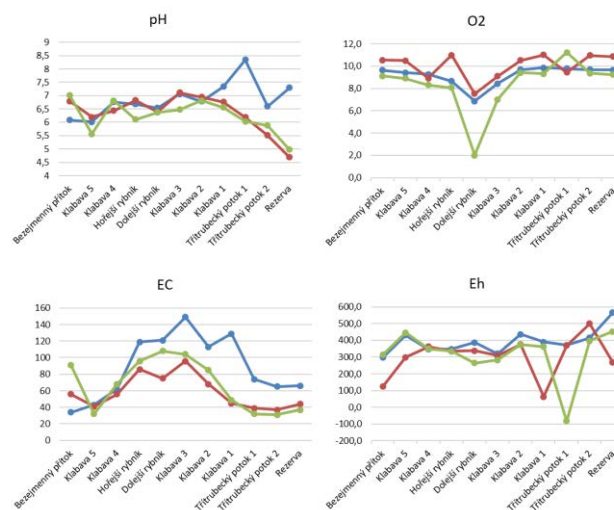 pH
9
8,5
8
7,5
7
6,5
6
5,5
5
4,5
4
Bezejmenný přítok
Klabava 5
Klabava 4
Hořejší rybník
Dolejší rybník
Klabava 3
Klabava 2
Klabava 1
Třítrubecký potok 1
Třítrubecký potok 2
Rezerva
O2
12,0
10,0
8,0
6,0
4,0
2,0
0,0
Bezejmenný přítok
Klabava 5
Klabava 4
Hořejší rybník
Dolejší rybník
Klabava 3
Klabava 2
Klabava 1
Třítrubecký potok 1
Třítrubecký potok 2
Rezerva
EC
160
140
120
100
80
60
40
20
0
Bezejmenný přítok
Klabava 5
Klabava 4
Hořejší rybník
Dolejší rybník
Klabava 3
Klabava 2
Klabava 1
Třítrubecký potok 1
Třítrubecký potok 2
Rezerva
Eh
600,0
500,0
400,0
300,0
200,0
100,0
0,0
-100,0
-200,0
Bezejmenný přítok
Klabava 5
Klabava 4
Hořejší rybník
Dolejší rybník
Klabava 3
Klabava 2
Klabava 1
Třítrubecký potok 1
Třítrubecký potok 2
Rezerva